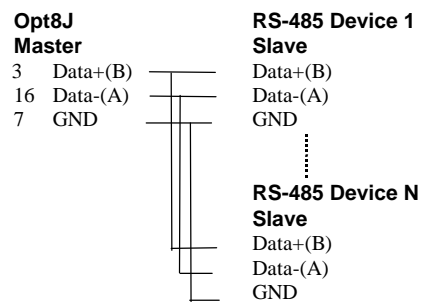 Opt8J
Master
3 Data+(B)
16 Data-(A)
7 GND
RS-485 Device 1
Slave
Data+(B)
Data-(A)
GND
RS-485 Device N
Slave
Data+(B)
Data-(A)
GND